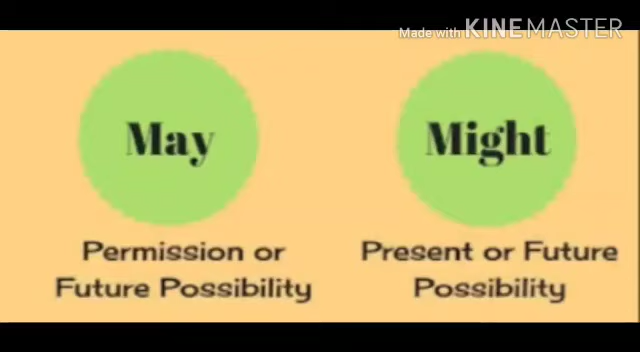 Made with KINEMASTER
May
Might
Permission or
Future Possibility
Present or Future
Possibility